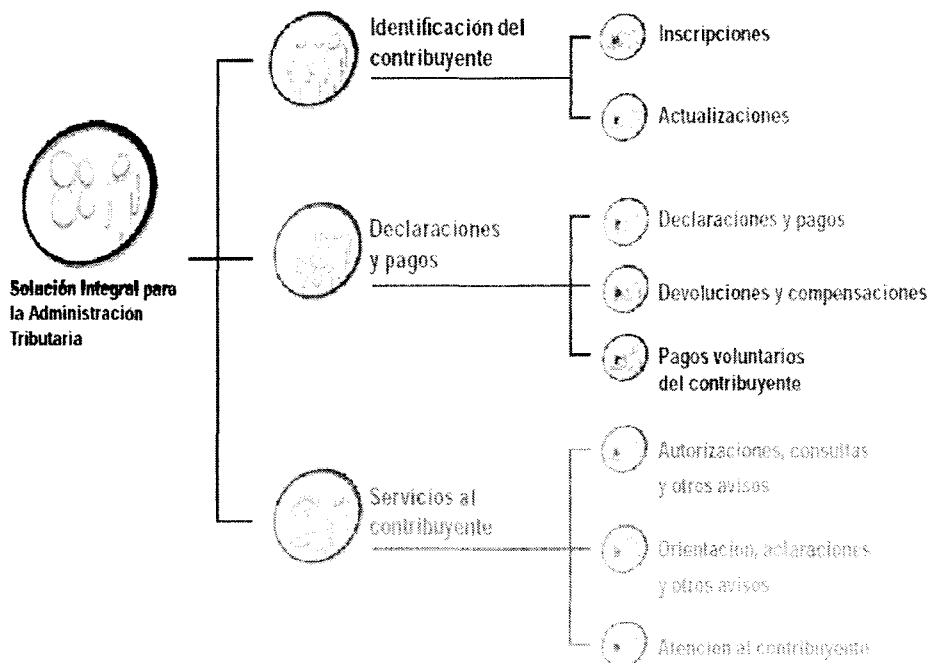 Solución Integral para
la Administración
Tributaria
Identificación del
contribuyente
Inscripciones
Actualizaciones
Declaraciones
y pagos
Declaraciones y pagos
Devoluciones y compensaciones
Pagos voluntarios
del contribuyente
Servicios al
contribuyente
Autorizaciones, consultas
y otros avisos
Orientación, aclaraciones
y otros avisos
Atención al contribuyente